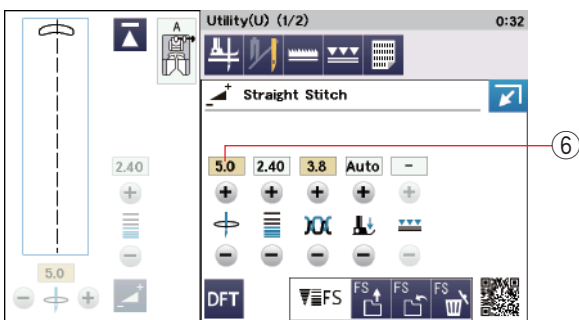 A
Utility(U) (1/2)
0:32
Straight Stitch
6
2.40
5.0
5.0 2.40 3.8 Auto -
DFT
FS
FS
FS
FS